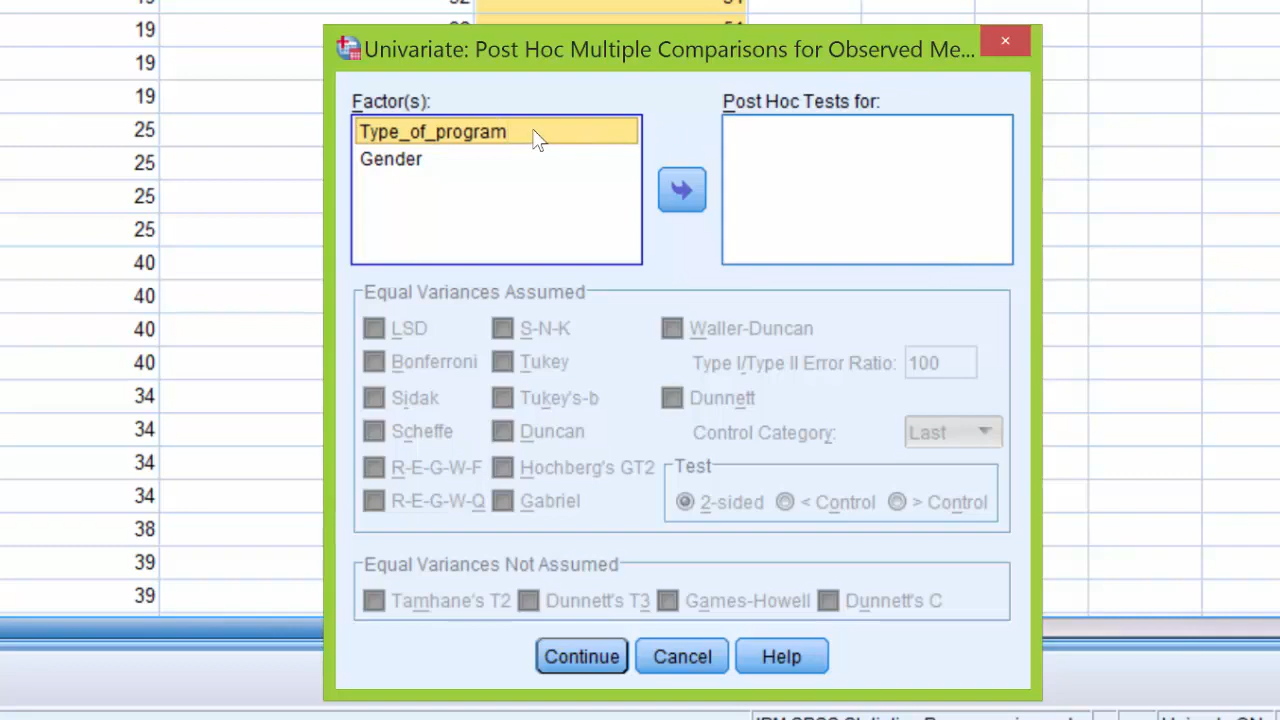 19
19
19
19
25
25
25
25
40
40
40
40
34
34
34
34
38
39
39
Univariate: Post Hoc Multiple Comparisons for Observed Me...
Factor(s):
Type_of_program
Gender
Post Hoc Tests for:
Equal Variances Assumed
LSD S-N-K Waller-Duncan
Bonferroni Tukey Type I/Type II Error Ratio: 100
Sidak Tukey's-b Dunnett
Scheffe Duncan Control Category: Last
R-E-G-W-F Hochberg's GT2 Test
R-E-G-W-Q Gabriel 2-sided < Control > Control
Equal Variances Not Assumed
Tamhane's T2 Dunnett's T3 Games-Howell Dunnett's C
Continue Cancel Help